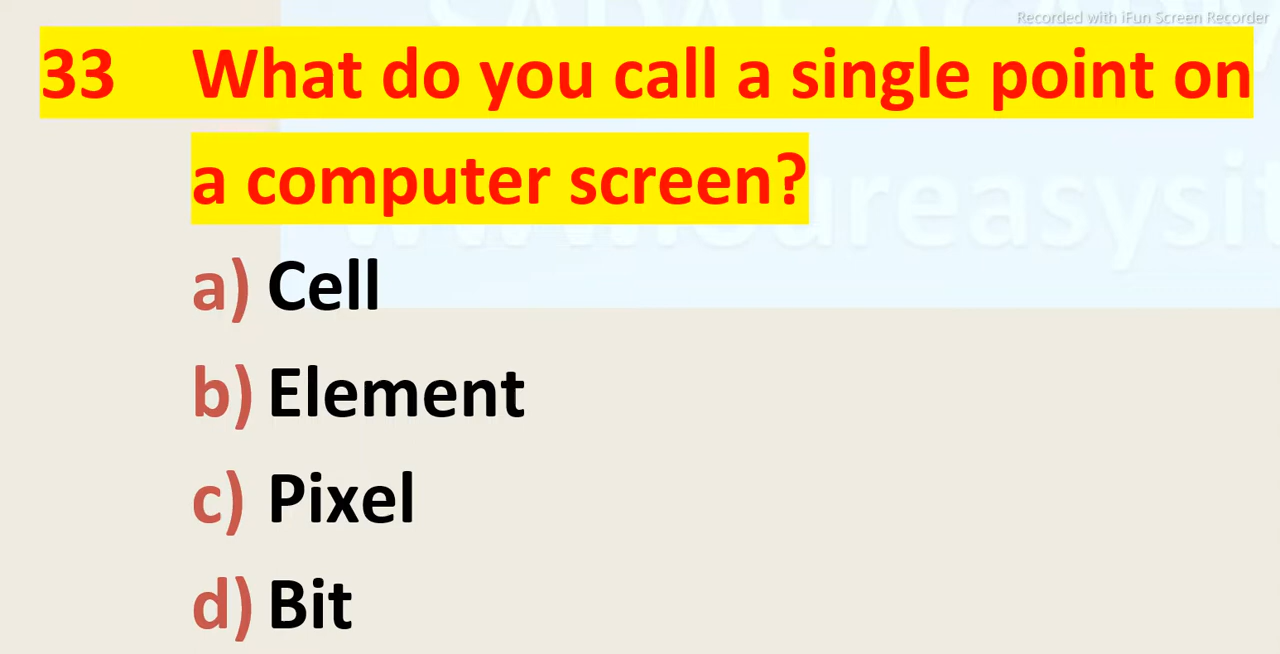 Recorded with iFun Screen Recorder
33 What do you call a single point on
a computer screen?
a) Cell
b) Element
c) Pixel
d) Bit